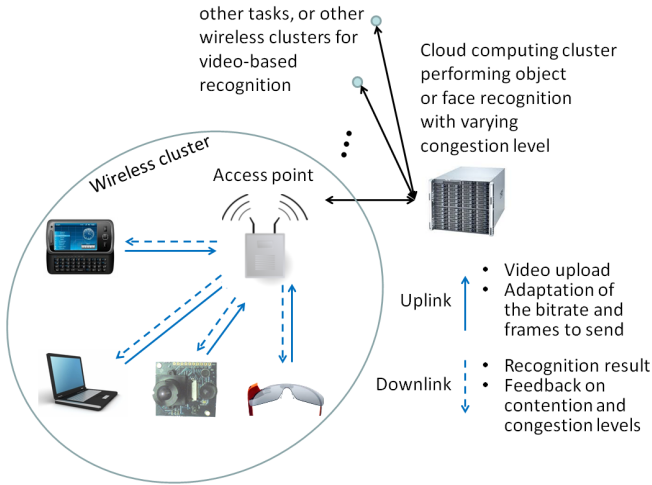 other tasks, or other
wireless clusters for
video-based
recognition
Cloud computing cluster
performing object
or face recognition
with varying
congestion level
Wireless cluster
Access point
Uplink
• Video upload
• Adaptation of
the bitrate and
frames to send
Downlink
• Recognition result
• Feedback on
contention and
congestion levels